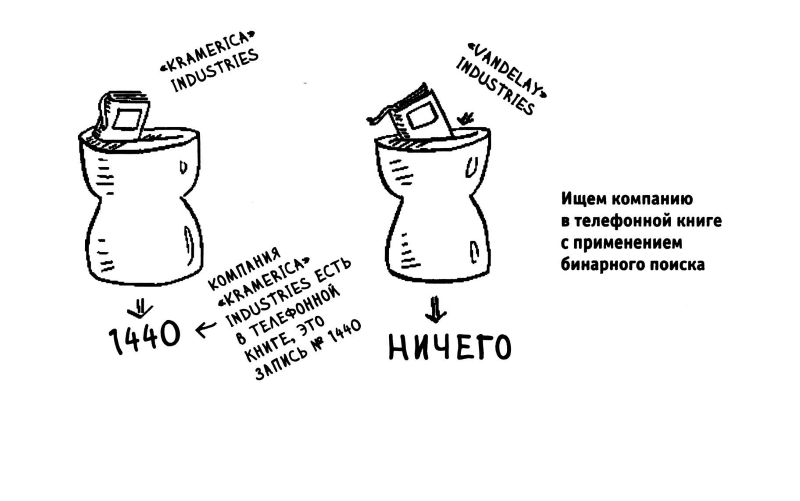 «KRAMERICA»
INDUSTRIES
«VANDELAY»
INDUSTRIES
Ищем компанию
в телефонной книге
с применением
бинарного поиска
КОМПАНИЯ
«KRAMERICA»
INDUSTRIES ЕСТЬ
В ТЕЛЕФОННОЙ
КНИГЕ, ЭТО
ЗАПИСЬ № 1440
1440
НИЧЕГО